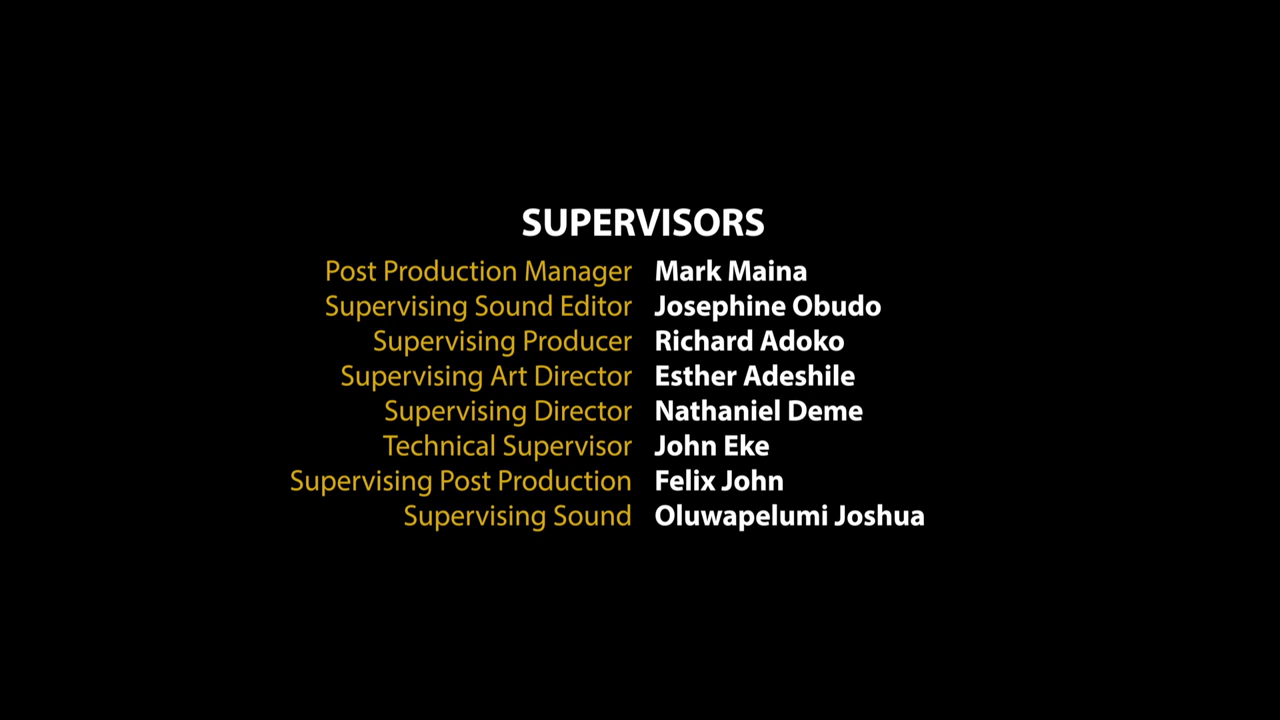 SUPERVISORS
Post Production Manager Mark Maina
Supervising Sound Editor Josephine Obudo
Supervising Producer Richard Adoko
Supervising Art Director Esther Adeshile
Supervising Director Nathaniel Deme
Technical Supervisor John Eke
Supervising Post Production Felix John
Supervising Sound Oluwapelumi Joshua